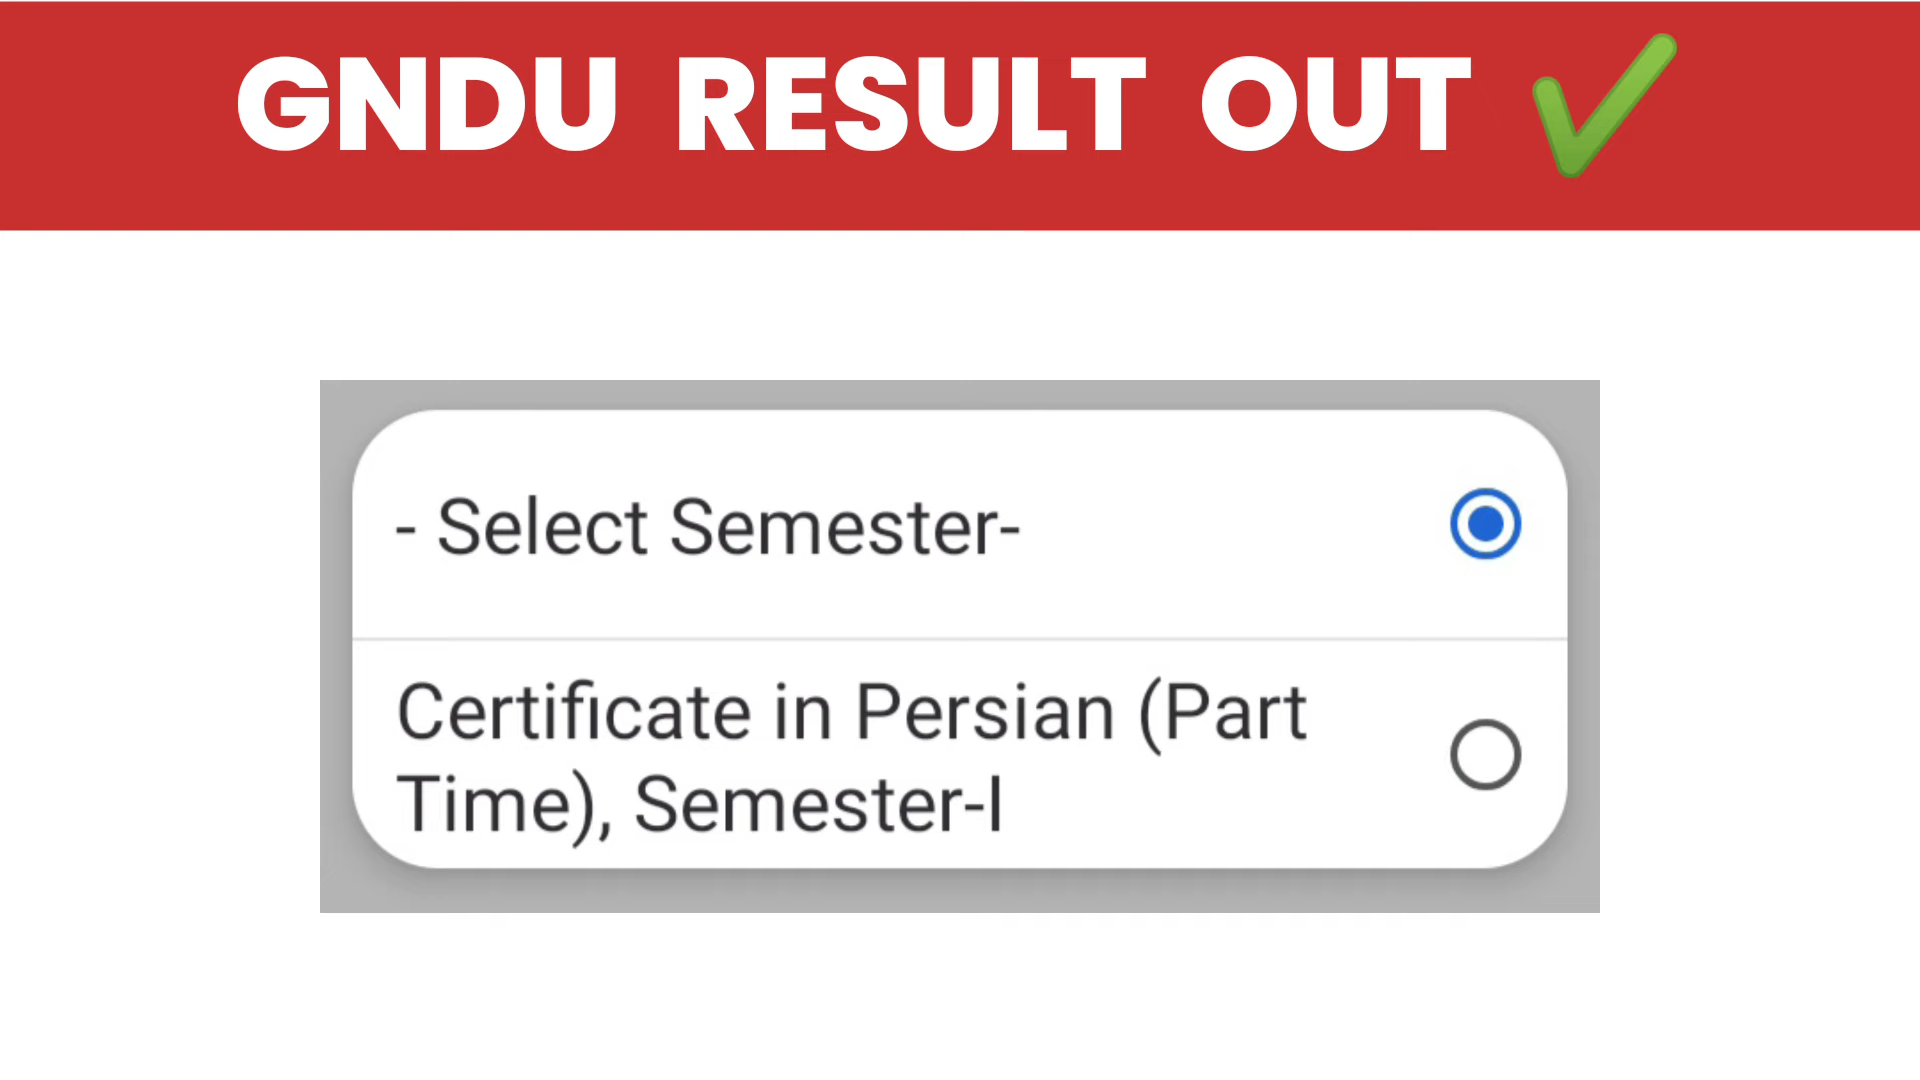 GNDU RESULT OUT ✔
- Select Semester-
Certificate in Persian (Part
Time), Semester-I